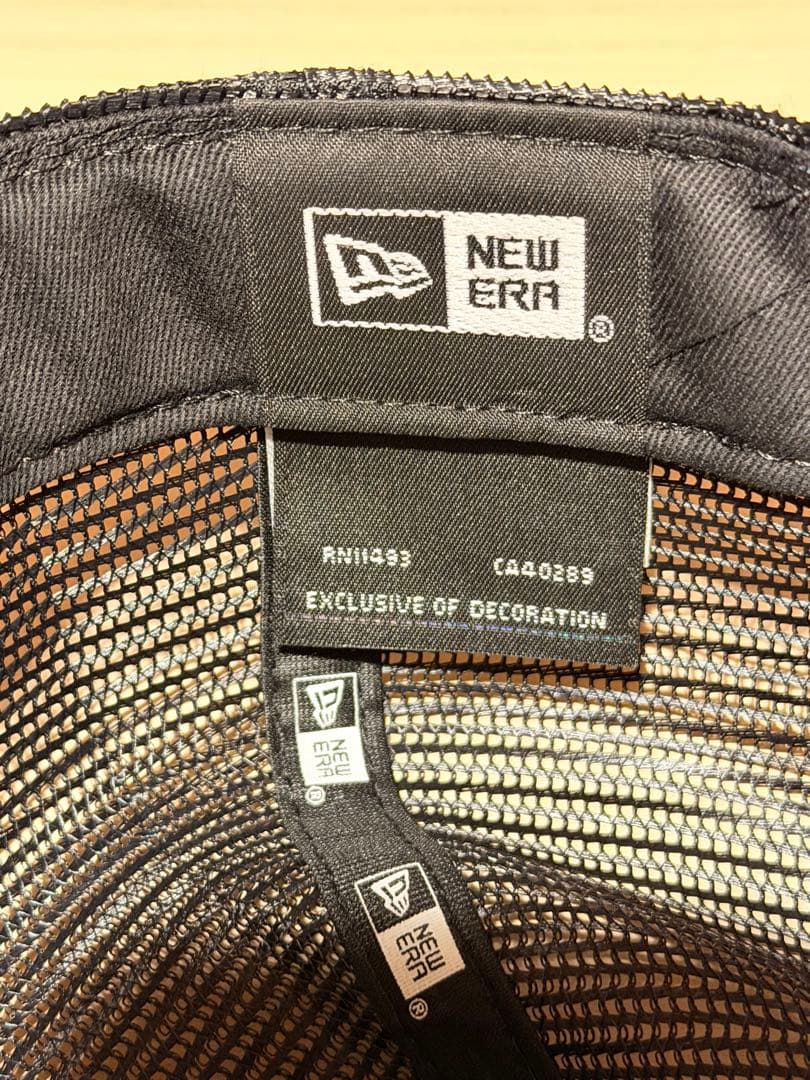 NEW
ERA
®
RN11493 CA40289
EXCLUSIVE OF DECORATION
NEW
ERA
®
NEW
ERA
®